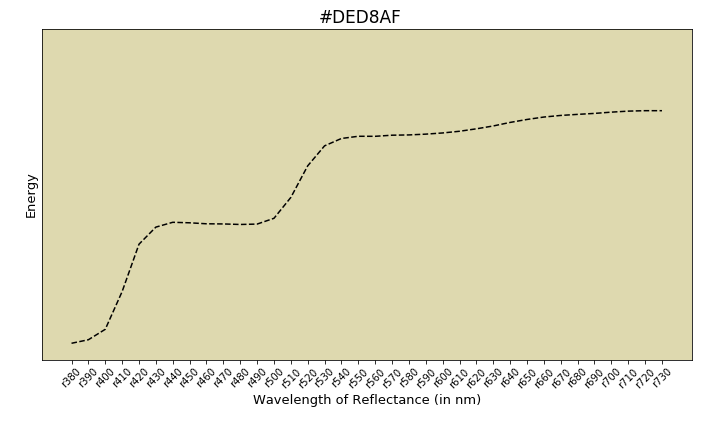 #DED8AF
Energy
r380 r390 r400 r410 r420 r430 r440 r450 r460 r470 r480 r490 r500 r510 r520 r530 r540 r550 r560 r570 r580 r590 r600 r610 r620 r630 r640 r650 r660 r670 r680 r690 r700 r710 r720 r730
Wavelength of Reflectance (in nm)